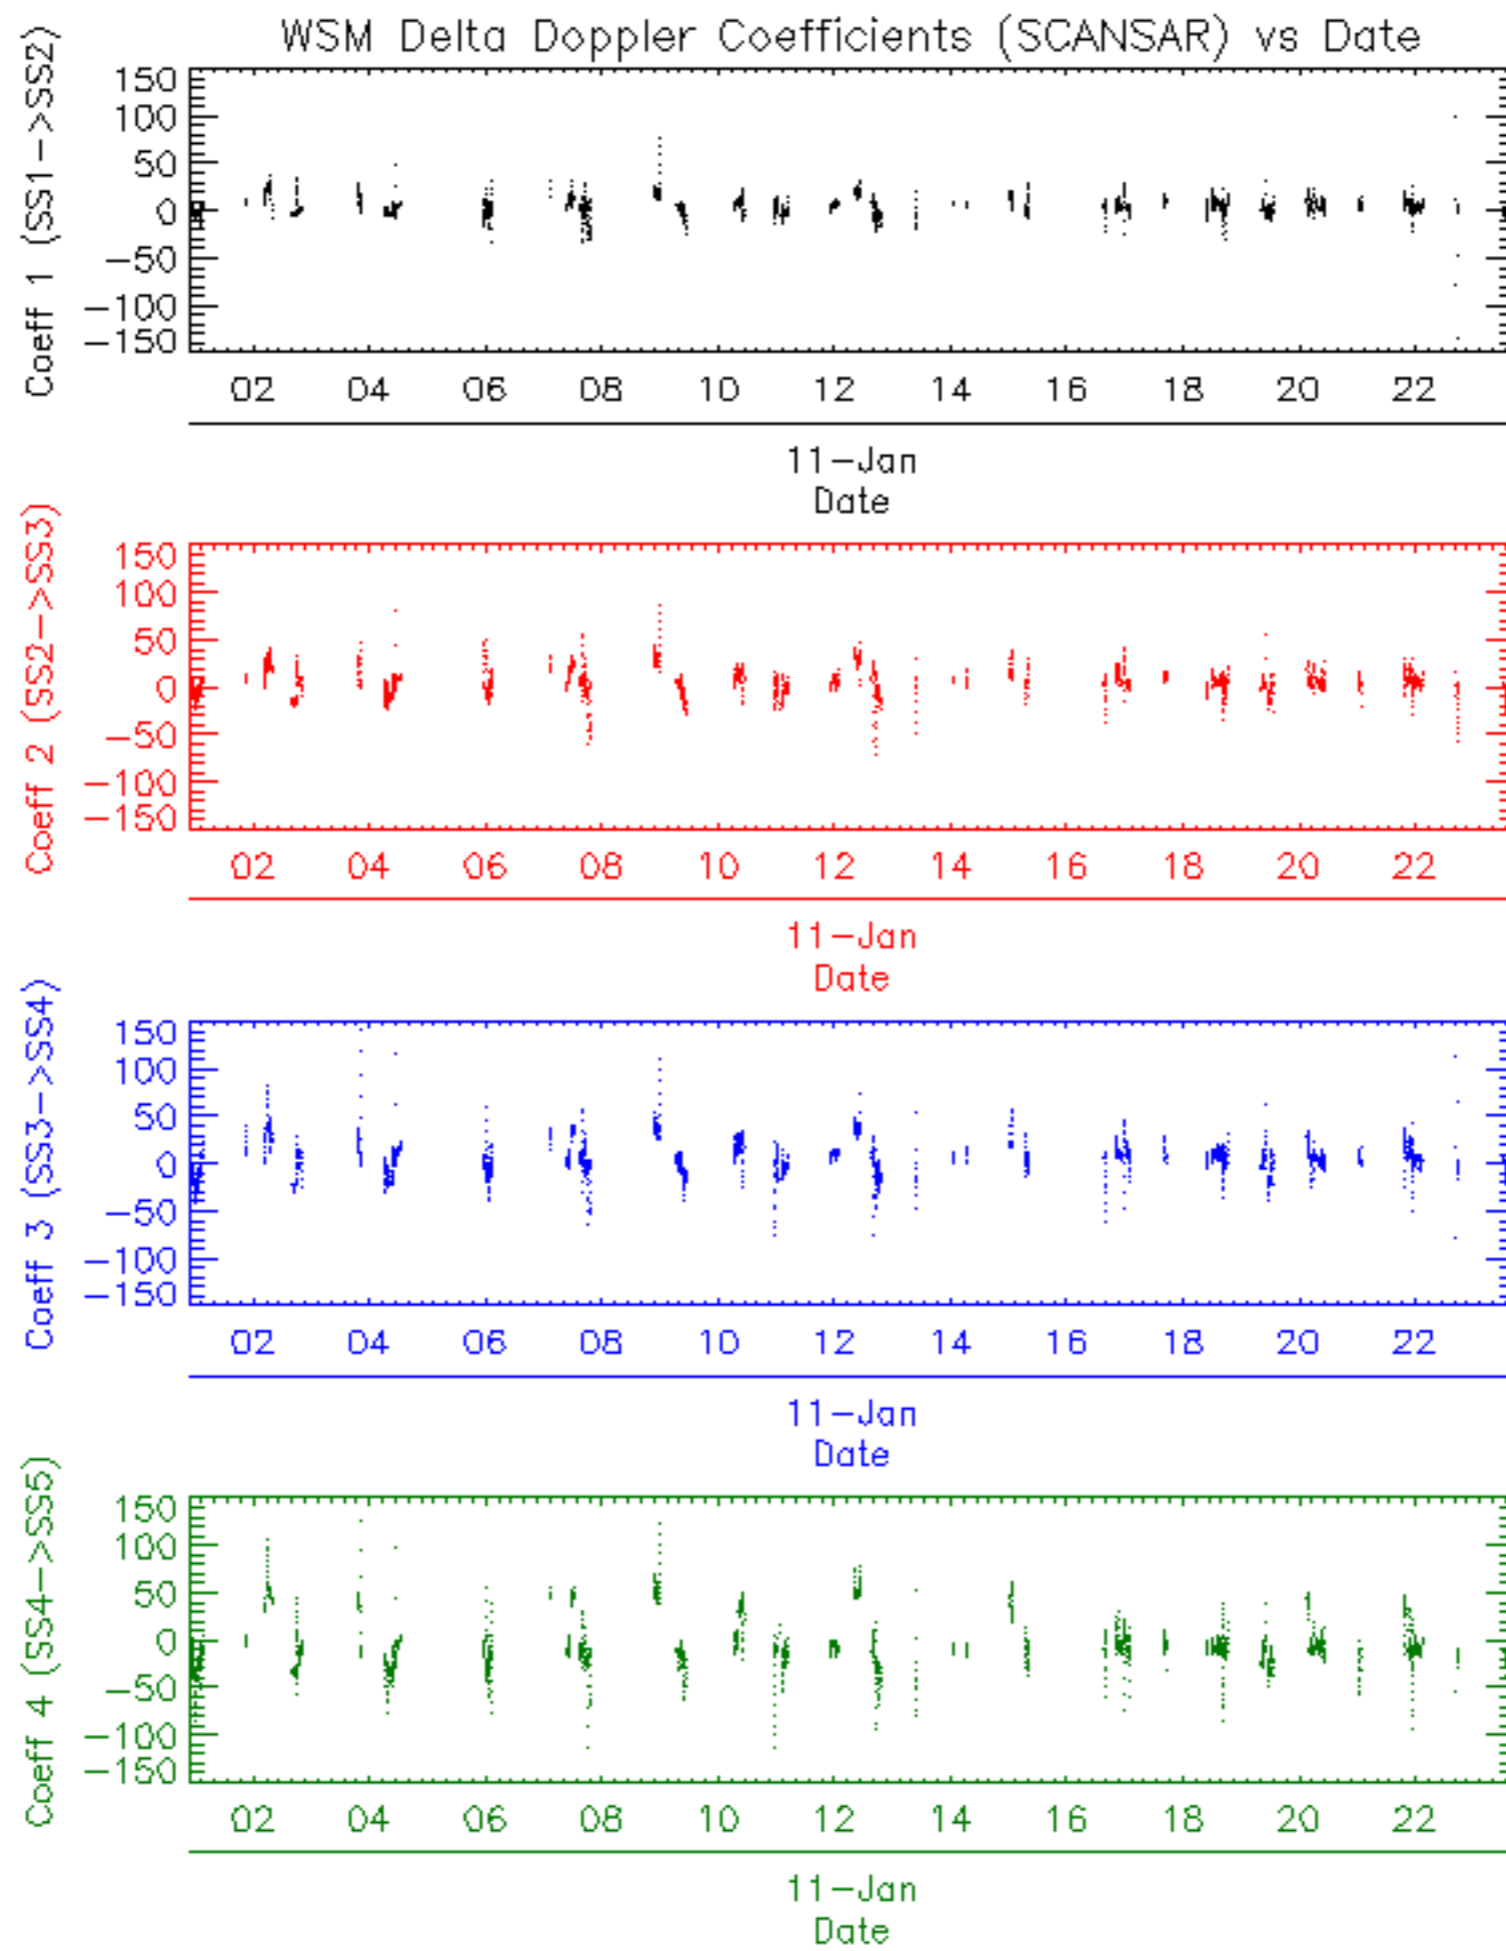 WSM Delta Doppler Coefficients (SCANSAR) vs Date
Coeff 1 (SS1->SS2)
150
100
50
0
-50
-100
-150
02 04 06 08 10 12 14 16 18 20 22
11-Jan
Date
Coeff 2 (SS2->SS3)
150
100
50
0
-50
-100
-150
02 04 06 08 10 12 14 16 18 20 22
11-Jan
Date
Coeff 3 (SS3->SS4)
150
100
50
0
-50
-100
-150
02 04 06 08 10 12 14 16 18 20 22
11-Jan
Date
Coeff 4 (SS4->SS5)
150
100
50
0
-50
-100
-150
02 04 06 08 10 12 14 16 18 20 22
11-Jan
Date